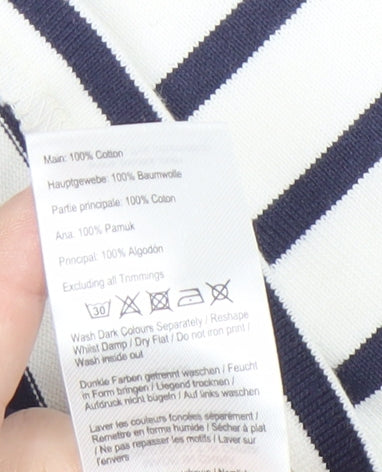 Main: 100% Cotton
Hauptgewebe: 100% Baumwolle
Partie principale: 100% Coton
Ana: 100% Pamuk
Principal: 100% Algodón
Excluding all Trimmings
30
Wash Dark Colours Separately / Reshape
Whilst Damp / Dry Flat / Do not iron print /
Wash inside out
Dunkle Farben getrennt waschen / Feucht
in Form bringen / Liegend trocknen /
Aufdruck nicht bügeln / Auf links waschen
Laver les couleurs foncées séparement /
Remettre en forme humide / Sécher à plat
/ Ne pas repasser les motifs / Laver sur
l'envers